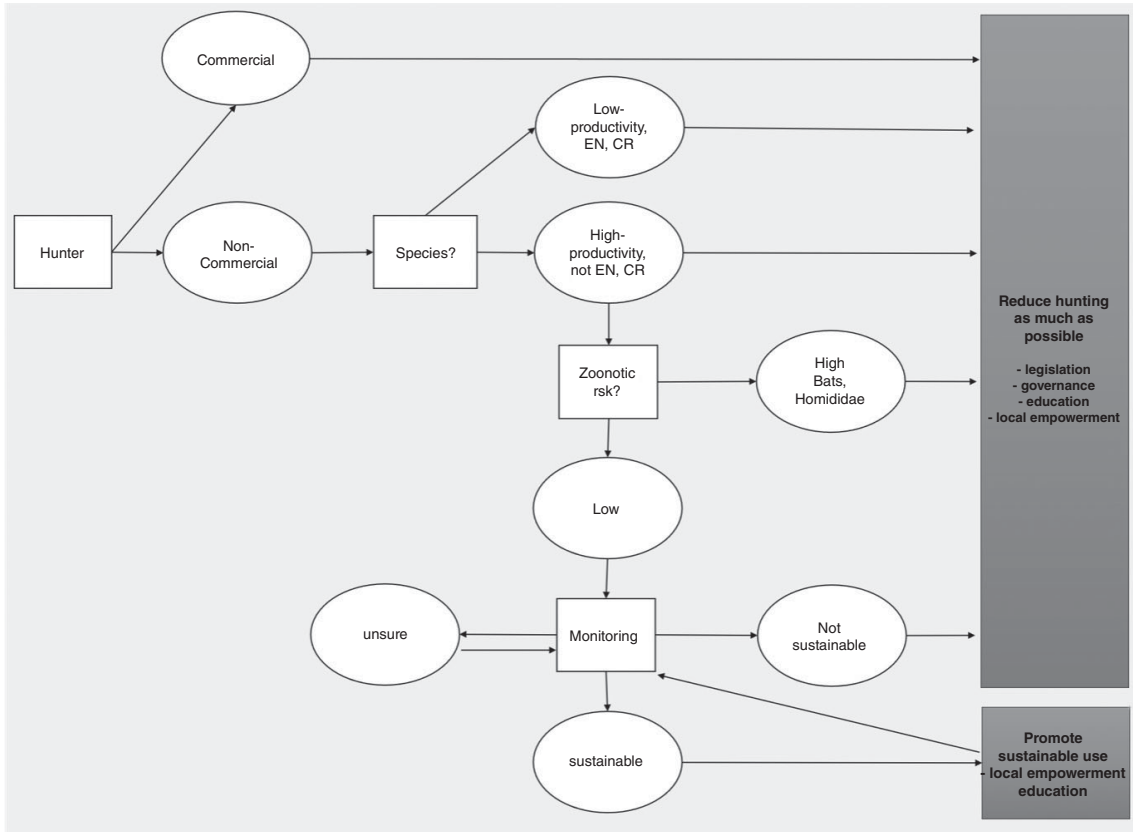 Commercial
Low-
productivity,
EN, CR
Hunter
Non-
Commercial
Species?
High-
productivity,
not EN, CR
Reduce hunting
as much as
possible
- legislation
- governance
- education
- local empowerment
Zoonotic
rsk?
High
Bats,
Homididae
Low
unsure
Monitoring
Not
sustainable
sustainable
Promote
sustainable use
- local empowerment
education